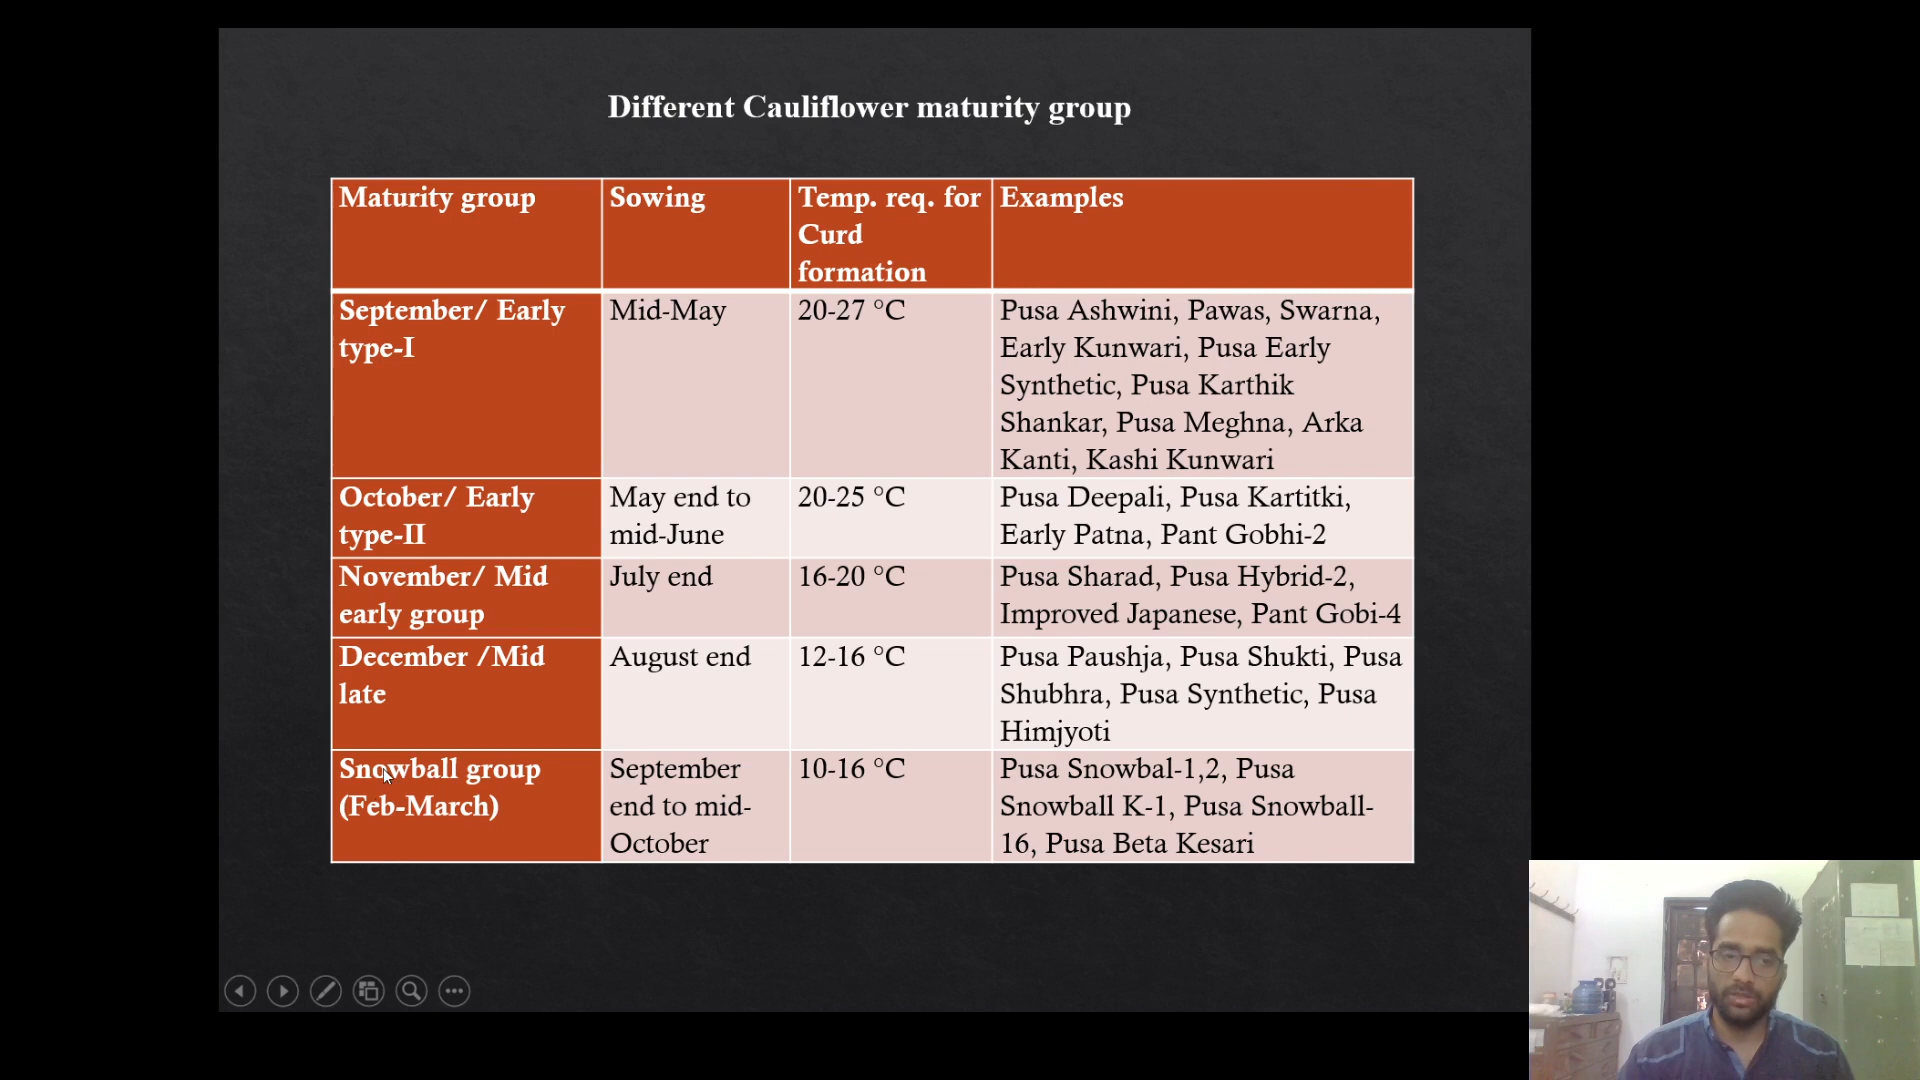 Different Cauliflower maturity group
Maturity group
Sowing
Temp. req. for
Curd
formation
Examples
September/ Early
type-I
Mid-May
20-27 °C
Pusa Ashwini, Pawas, Swarna,
Early Kunwari, Pusa Early
Synthetic, Pusa Karthik
Shankar, Pusa Meghna, Arka
Kanti, Kashi Kunwari
October/ Early
type-II
May end to
mid-June
20-25 °C
Pusa Deepali, Pusa Kartitki,
Early Patna, Pant Gobhi-2
November/ Mid
early group
July end
16-20 °C
Pusa Sharad, Pusa Hybrid-2,
Improved Japanese, Pant Gobi-4
December /Mid
late
August end
12-16 °C
Pusa Paushja, Pusa Shukti, Pusa
Shubhra, Pusa Synthetic, Pusa
Himjyoti
Snowball group
(Feb-March)
September
end to mid-
October
10-16 °C
Pusa Snowbal-1,2, Pusa
Snowball K-1, Pusa Snowball-
16, Pusa Beta Kesari